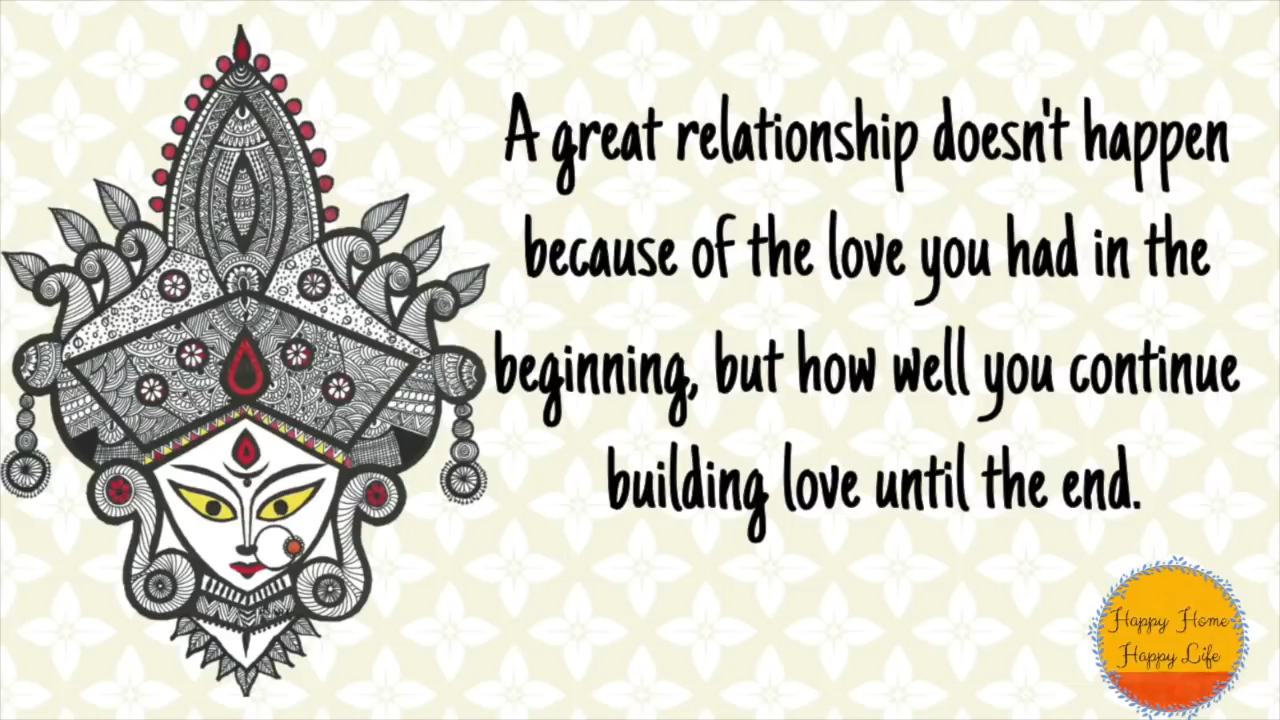 A great relationship doesn't happen
because of the love you had in the
beginning, but how well you continue
building love until the end.
Happy Home
Happy Life